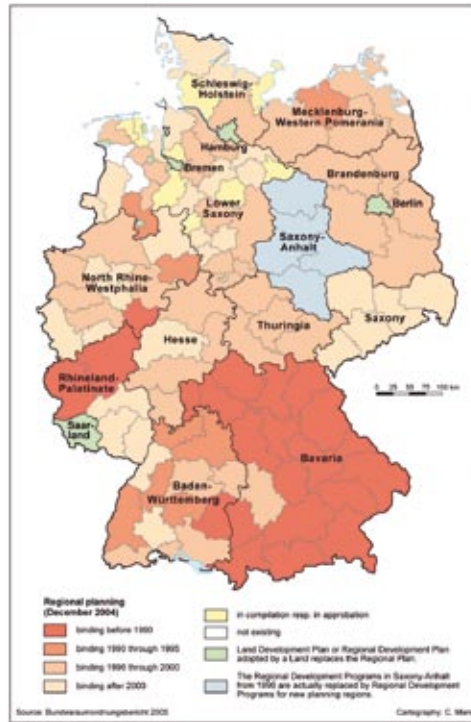 Schleswig-
Holstein
Mecklenburg-
Western Pomerania
Hamburg
Bremen
Brandenburg
Lower
Saxony
Berlin
Saxony-
Anhalt
North Rhine-
Westphalia
Hesse
Thuringia
Saxony
Rhineland-
Palatinate
Saar-
land
0 25 50 75 100 km
Bavaria
Baden-
Württemberg
Regional planning
(December 2004)
binding before 1990
binding 1990 through 1995
binding 1996 through 2000
binding after 2000
in compilation resp. in approbation
not existing
Land Development Plan or Regional Development Plan
adopted by a Land replaces the Regional Plan.
The Regional Development Programs in Saxony-Anhalt
from 1996 are actually replaced by Regional Development
Programs for new planning regions.
Source: Bundesraumordnungsbericht 2005
Cartography: C. Mann